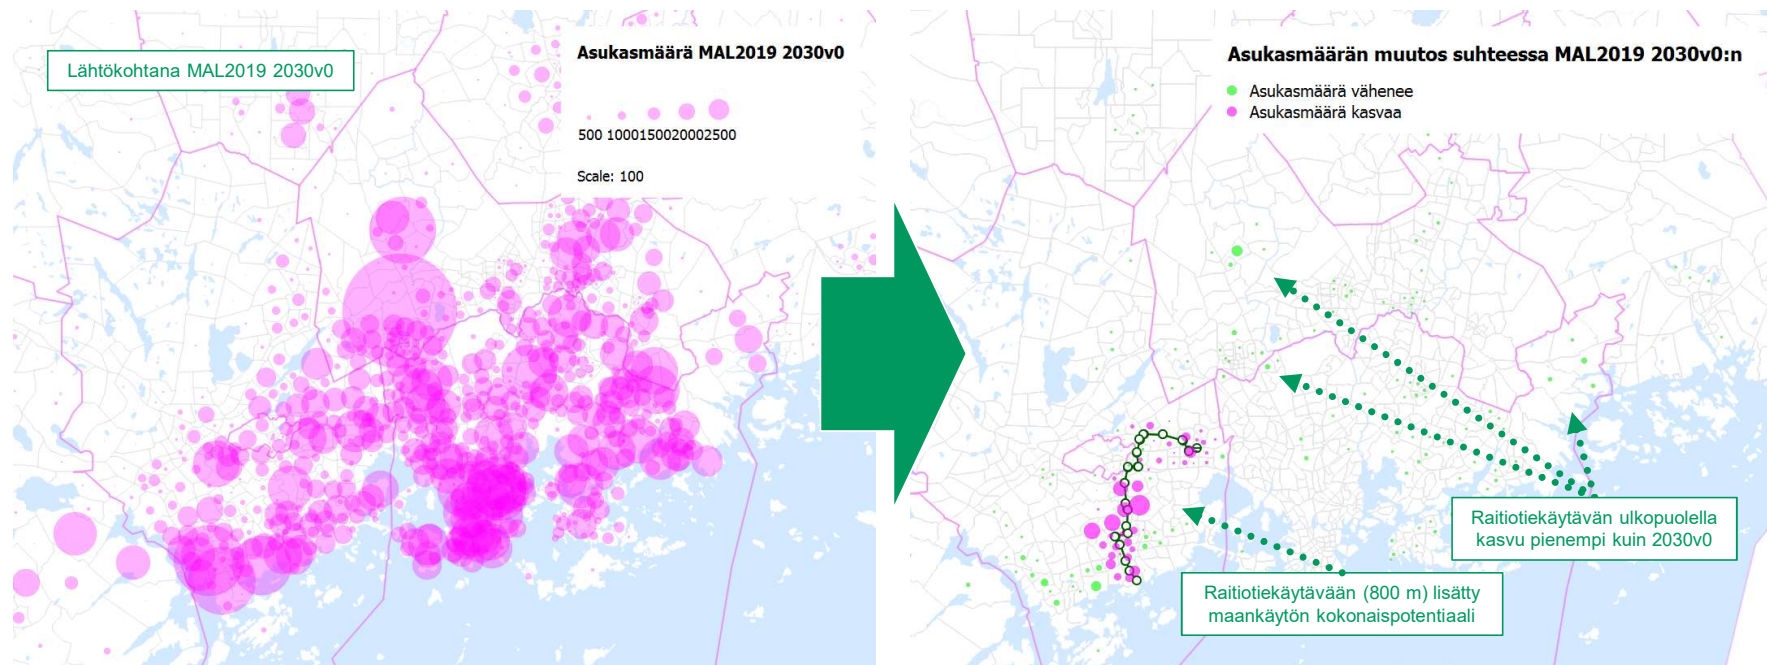 Lähtökohtana MAL2019 2030v0
Asukasmäärä MAL2019 2030v0
500 1000150020002500
Scale: 100
Asukasmäärän muutos suhteessa MAL2019 2030v0:n
Asukasmäärä vähenee
Asukasmäärä kasvaa
Raitiotiekäytävän ulkopuolella
kasvu pienempi kuin 2030v0
Raitiotiekäytävään (800 m) lisätty
maankäytön kokonaispotentiaali